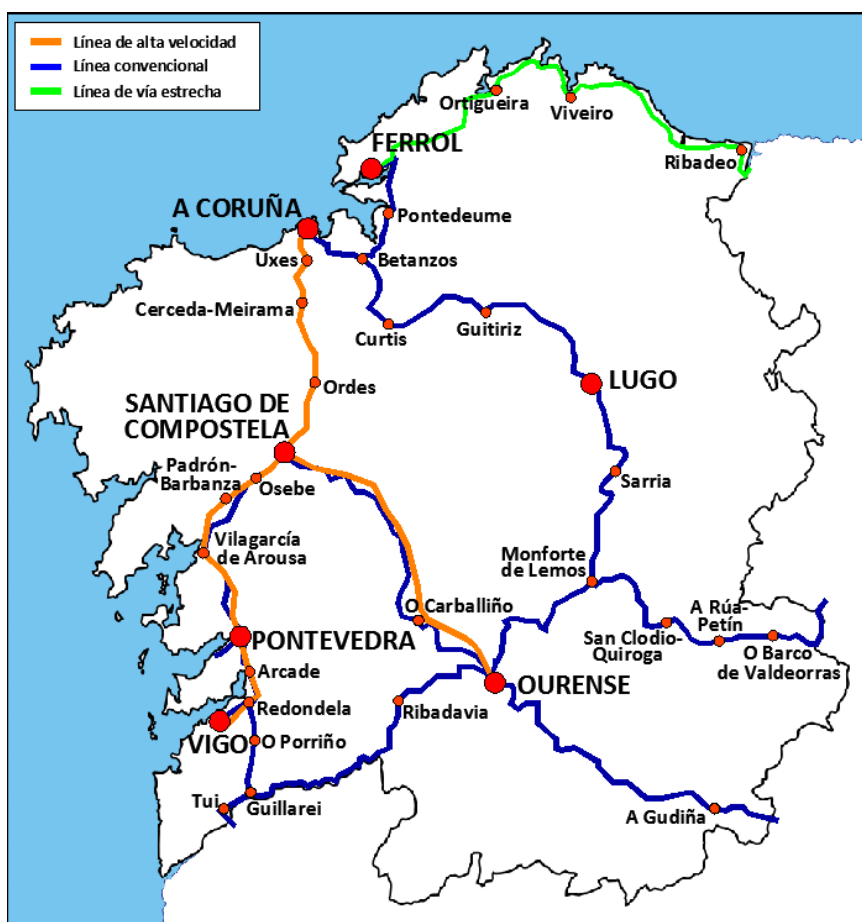 Línea de alta velocidad
Línea convencional
Línea de vía estrecha
Ortigueira
Viveiro
FERROL
Ribadeo
A CORUÑA
Pontedeume
Uxes
Betanzos
Cerceda-Meirama
Curtis
Guitiriz
Ordes
LUGO
SANTIAGO DE
COMPOSTELA
Padrón-
Barbanza
Osebe
Sarria
Vilagarcía
de Arousa
Monforte
de Lemos
O Carballiño
A Rúa-
Petín
San Clodio-
Quiroga
O Barco
de Valdeorras
PONTEVEDRA
Arcade
OURENSE
Redondela
Ribadavia
VIGO
O Porriño
Tui
Guillarei
A Gudiña